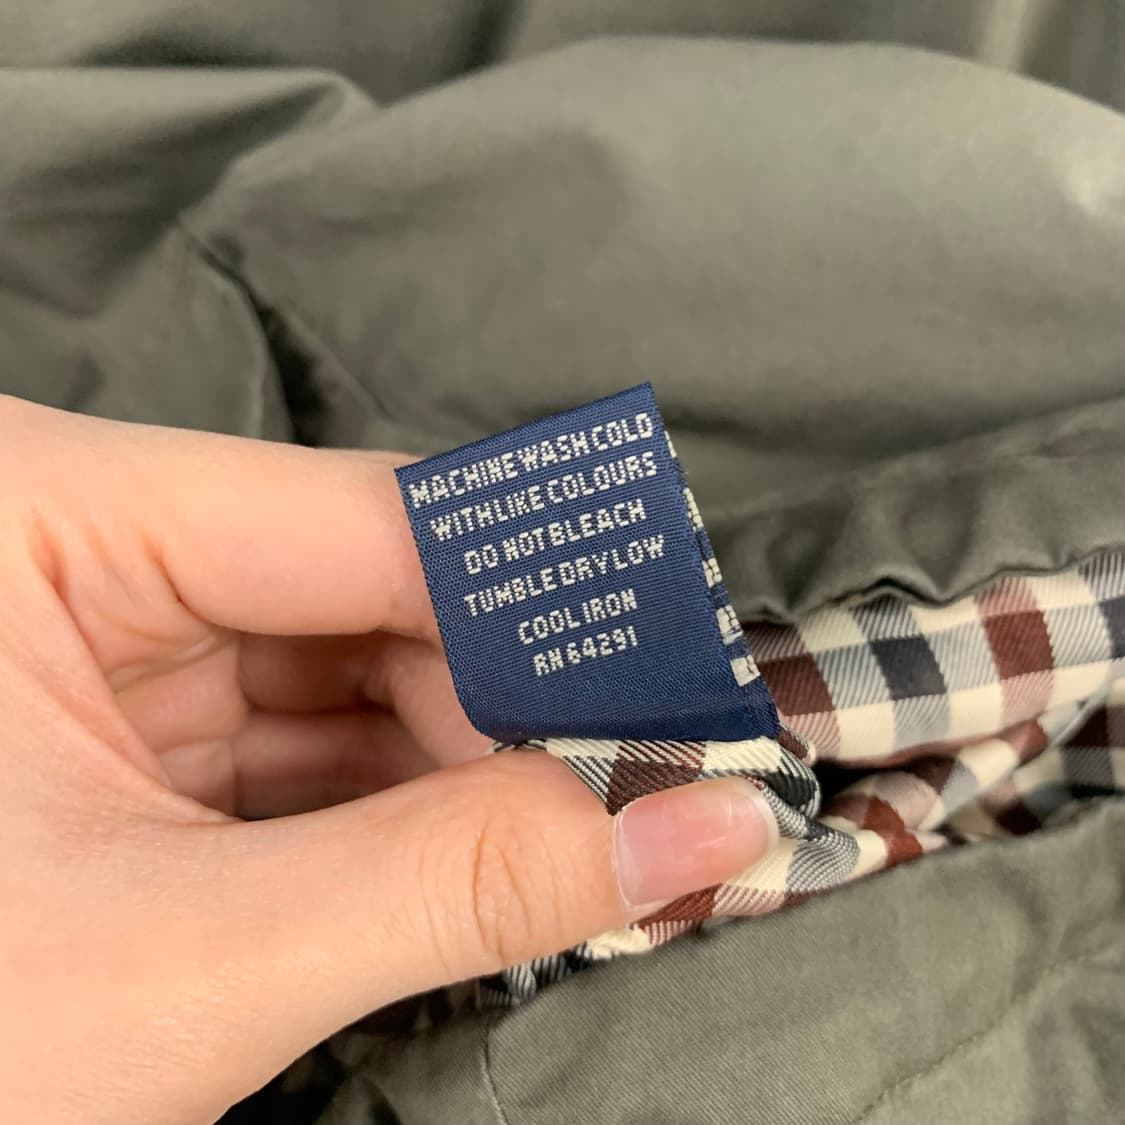 MACHINE WASH COLD
WITH LIKE COLOURS
DO NOT BLEACH
TUMBLE DRY LOW
COOL IRON
RN 64291